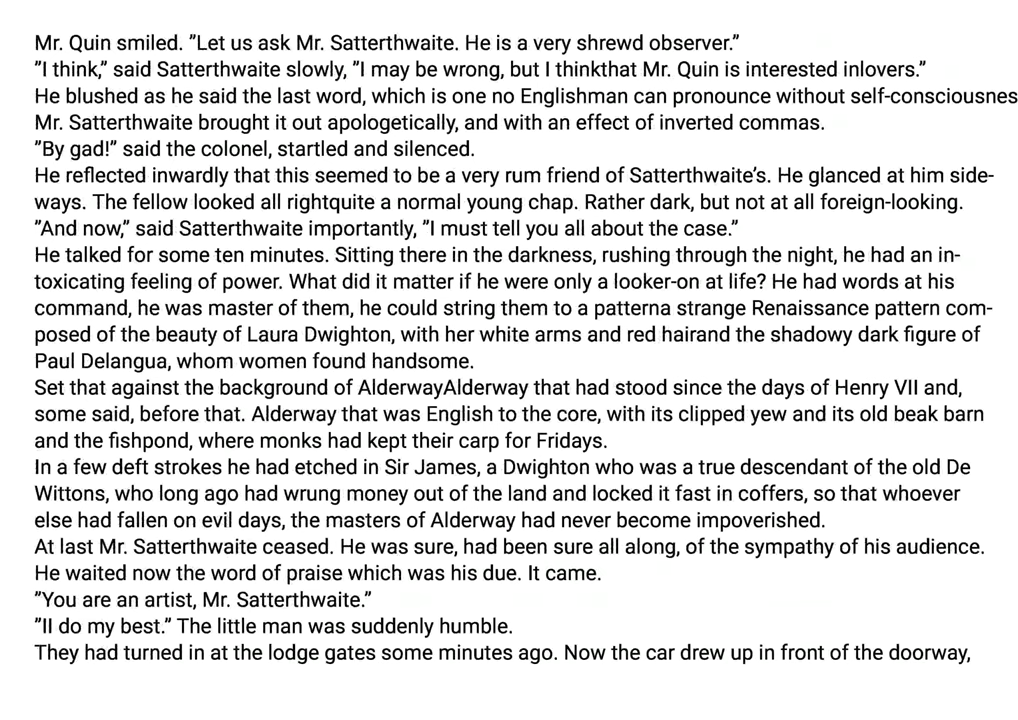 Mr. Quin smiled. ”Let us ask Mr. Satterthwaite. He is a very shrewd observer.”
”I think,” said Satterthwaite slowly, ”I may be wrong, but I thinkthat Mr. Quin is interested inlovers.”
He blushed as he said the last word, which is one no Englishman can pronounce without self-consciousnes
Mr. Satterthwaite brought it out apologetically, and with an effect of inverted commas.
”By gad!” said the colonel, startled and silenced.
He reflected inwardly that this seemed to be a very rum friend of Satterthwaite’s. He glanced at him side-
ways. The fellow looked all rightquite a normal young chap. Rather dark, but not at all foreign-looking.
”And now,” said Satterthwaite importantly, ”I must tell you all about the case.”
He talked for some ten minutes. Sitting there in the darkness, rushing through the night, he had an in-
toxicating feeling of power. What did it matter if he were only a looker-on at life? He had words at his
command, he was master of them, he could string them to a patterna strange Renaissance pattern com-
posed of the beauty of Laura Dwighton, with her white arms and red hairand the shadowy dark figure of
Paul Delangua, whom women found handsome.
Set that against the background of AlderwayAlderway that had stood since the days of Henry VII and,
some said, before that. Alderway that was English to the core, with its clipped yew and its old beak barn
and the fishpond, where monks had kept their carp for Fridays.
In a few deft strokes he had etched in Sir James, a Dwighton who was a true descendant of the old De
Wittons, who long ago had wrung money out of the land and locked it fast in coffers, so that whoever
else had fallen on evil days, the masters of Alderway had never become impoverished.
At last Mr. Satterthwaite ceased. He was sure, had been sure all along, of the sympathy of his audience.
He waited now the word of praise which was his due. It came.
”You are an artist, Mr. Satterthwaite.”
”II do my best.” The little man was suddenly humble.
They had turned in at the lodge gates some minutes ago. Now the car drew up in front of the doorway,